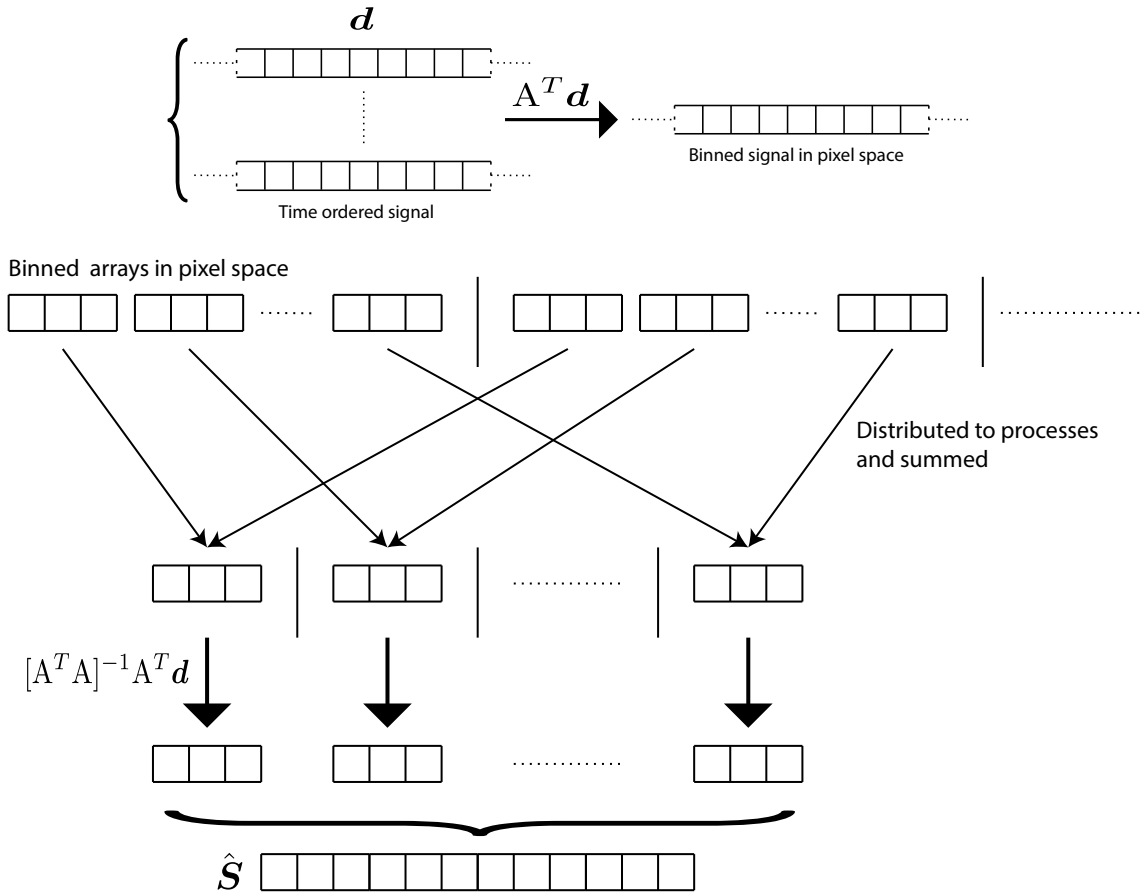 d
A^T d
Binned signal in pixel space
Time ordered signal
Binned arrays in pixel space
Distributed to processes
and summed
[A^T A]^{-1} A^T d
Ŝ